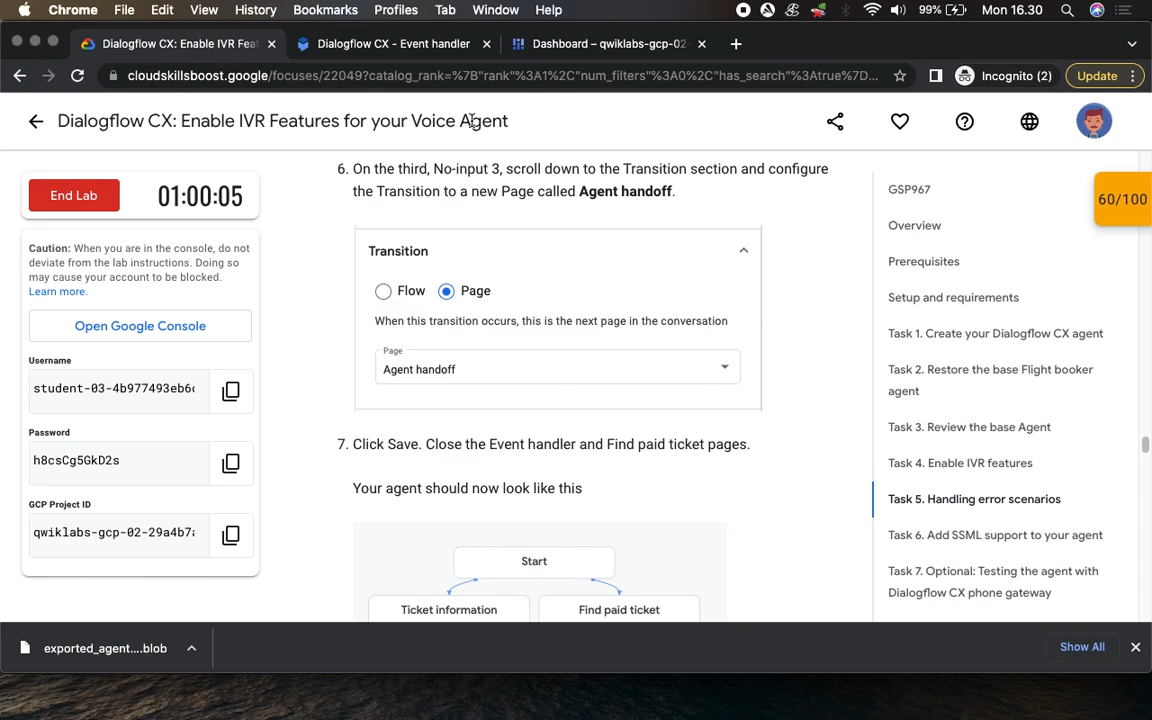 Chrome File Edit View History Bookmarks Profiles Tab Window Help 99% Mon 16.30
Dialogflow CX: Enable IVR Feat Dialogflow CX - Event handler Dashboard – qwiklabs-gcp-02-
cloudskillsboost.google/focuses/22049?catalog_rank=%7B"rank"%3A1%2C"num_filters"%3A0%2C"has_search"%3Atrue%7D... Incognito (2) Update
Dialogflow CX: Enable IVR Features for your Voice Agent
End Lab 01:00:05
Caution: When you are in the console, do not
deviate from the lab instructions. Doing so
may cause your account to be blocked.
Learn more.
Open Google Console
Username
student-03-4b977493eb6
Password
h8csCg5GkD2s
GCP Project ID
qwiklabs-gcp-02-29a4b7
6. On the third, No-input 3, scroll down to the Transition section and configure
the Transition to a new Page called Agent handoff.
Transition
Flow Page
When this transition occurs, this is the next page in the conversation
Page
Agent handoff
7. Click Save. Close the Event handler and Find paid ticket pages.
Your agent should now look like this
Start
Ticket information Find paid ticket
GSP967
60/100
Overview
Prerequisites
Setup and requirements
Task 1. Create your Dialogflow CX agent
Task 2. Restore the base Flight booker
agent
Task 3. Review the base Agent
Task 4. Enable IVR features
Task 5. Handling error scenarios
Task 6. Add SSML support to your agent
Task 7. Optional: Testing the agent with
Dialogflow CX phone gateway
exported_agent....blob Show All